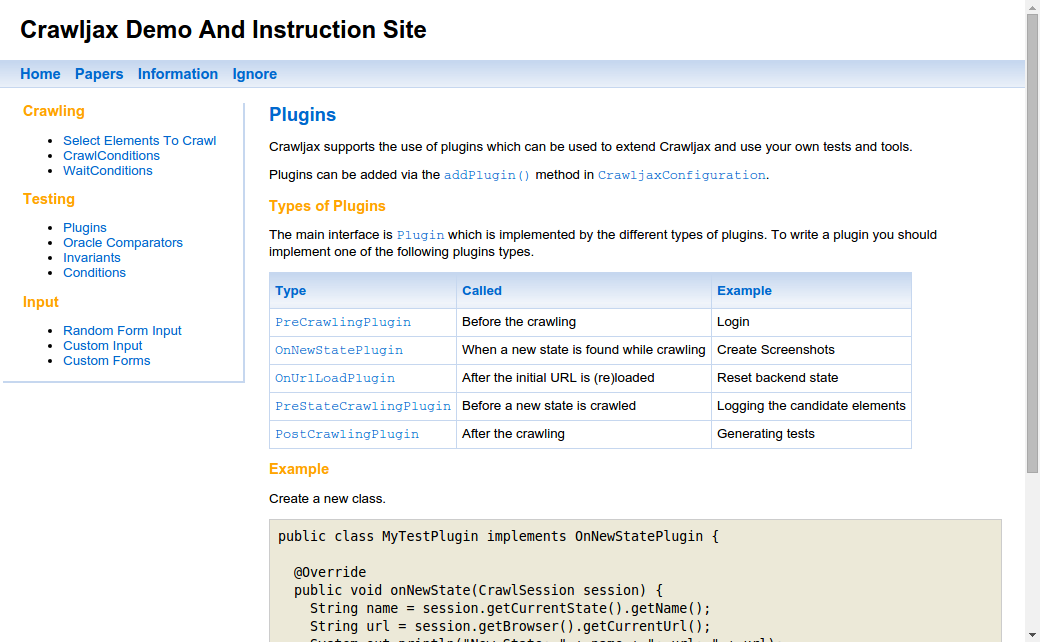 Crawljax Demo And Instruction Site
Home Papers Information Ignore
Crawling
Select Elements To Crawl
CrawlConditions
WaitConditions
Testing
Plugins
Oracle Comparators
Invariants
Conditions
Input
Random Form Input
Custom Input
Custom Forms
Plugins
Crawljax supports the use of plugins which can be used to extend Crawljax and use your own tests and tools.
Plugins can be added via the addPlugin() method in CrawljaxConfiguration.
Types of Plugins
The main interface is Plugin which is implemented by the different types of plugins. To write a plugin you should
implement one of the following plugins types.
Type Called Example
PreCrawlingPlugin Before the crawling Login
OnNewStatePlugin When a new state is found while crawling Create Screenshots
OnUrlLoadPlugin After the initial URL is (re)loaded Reset backend state
PreStateCrawlingPlugin Before a new state is crawled Logging the candidate elements
PostCrawlingPlugin After the crawling Generating tests
Example
Create a new class.
public class MyTestPlugin implements OnNewStatePlugin {
@Override
public void onNewState(CrawlSession session) {
String name = session.getCurrentState().getName();
String url = session.getBrowser().getCurrentUrl();